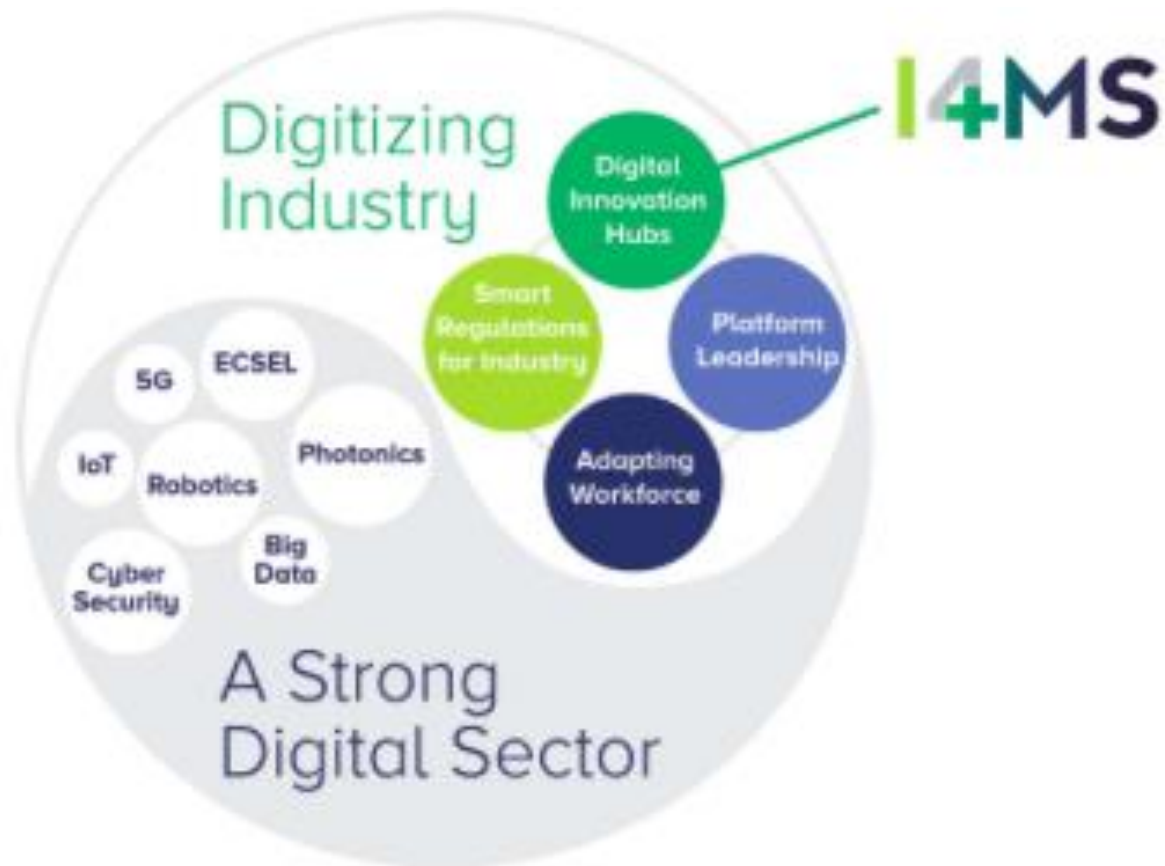 I4MS
Digitizing
Industry
Digital
Innovation
Hubs
Smart
Regulations
for Industry
Platform
Leadership
Adapting
Workforce
5G
ECSEL
IoT
Robotics
Photonics
Big
Data
Cyber
Security
A Strong
Digital Sector